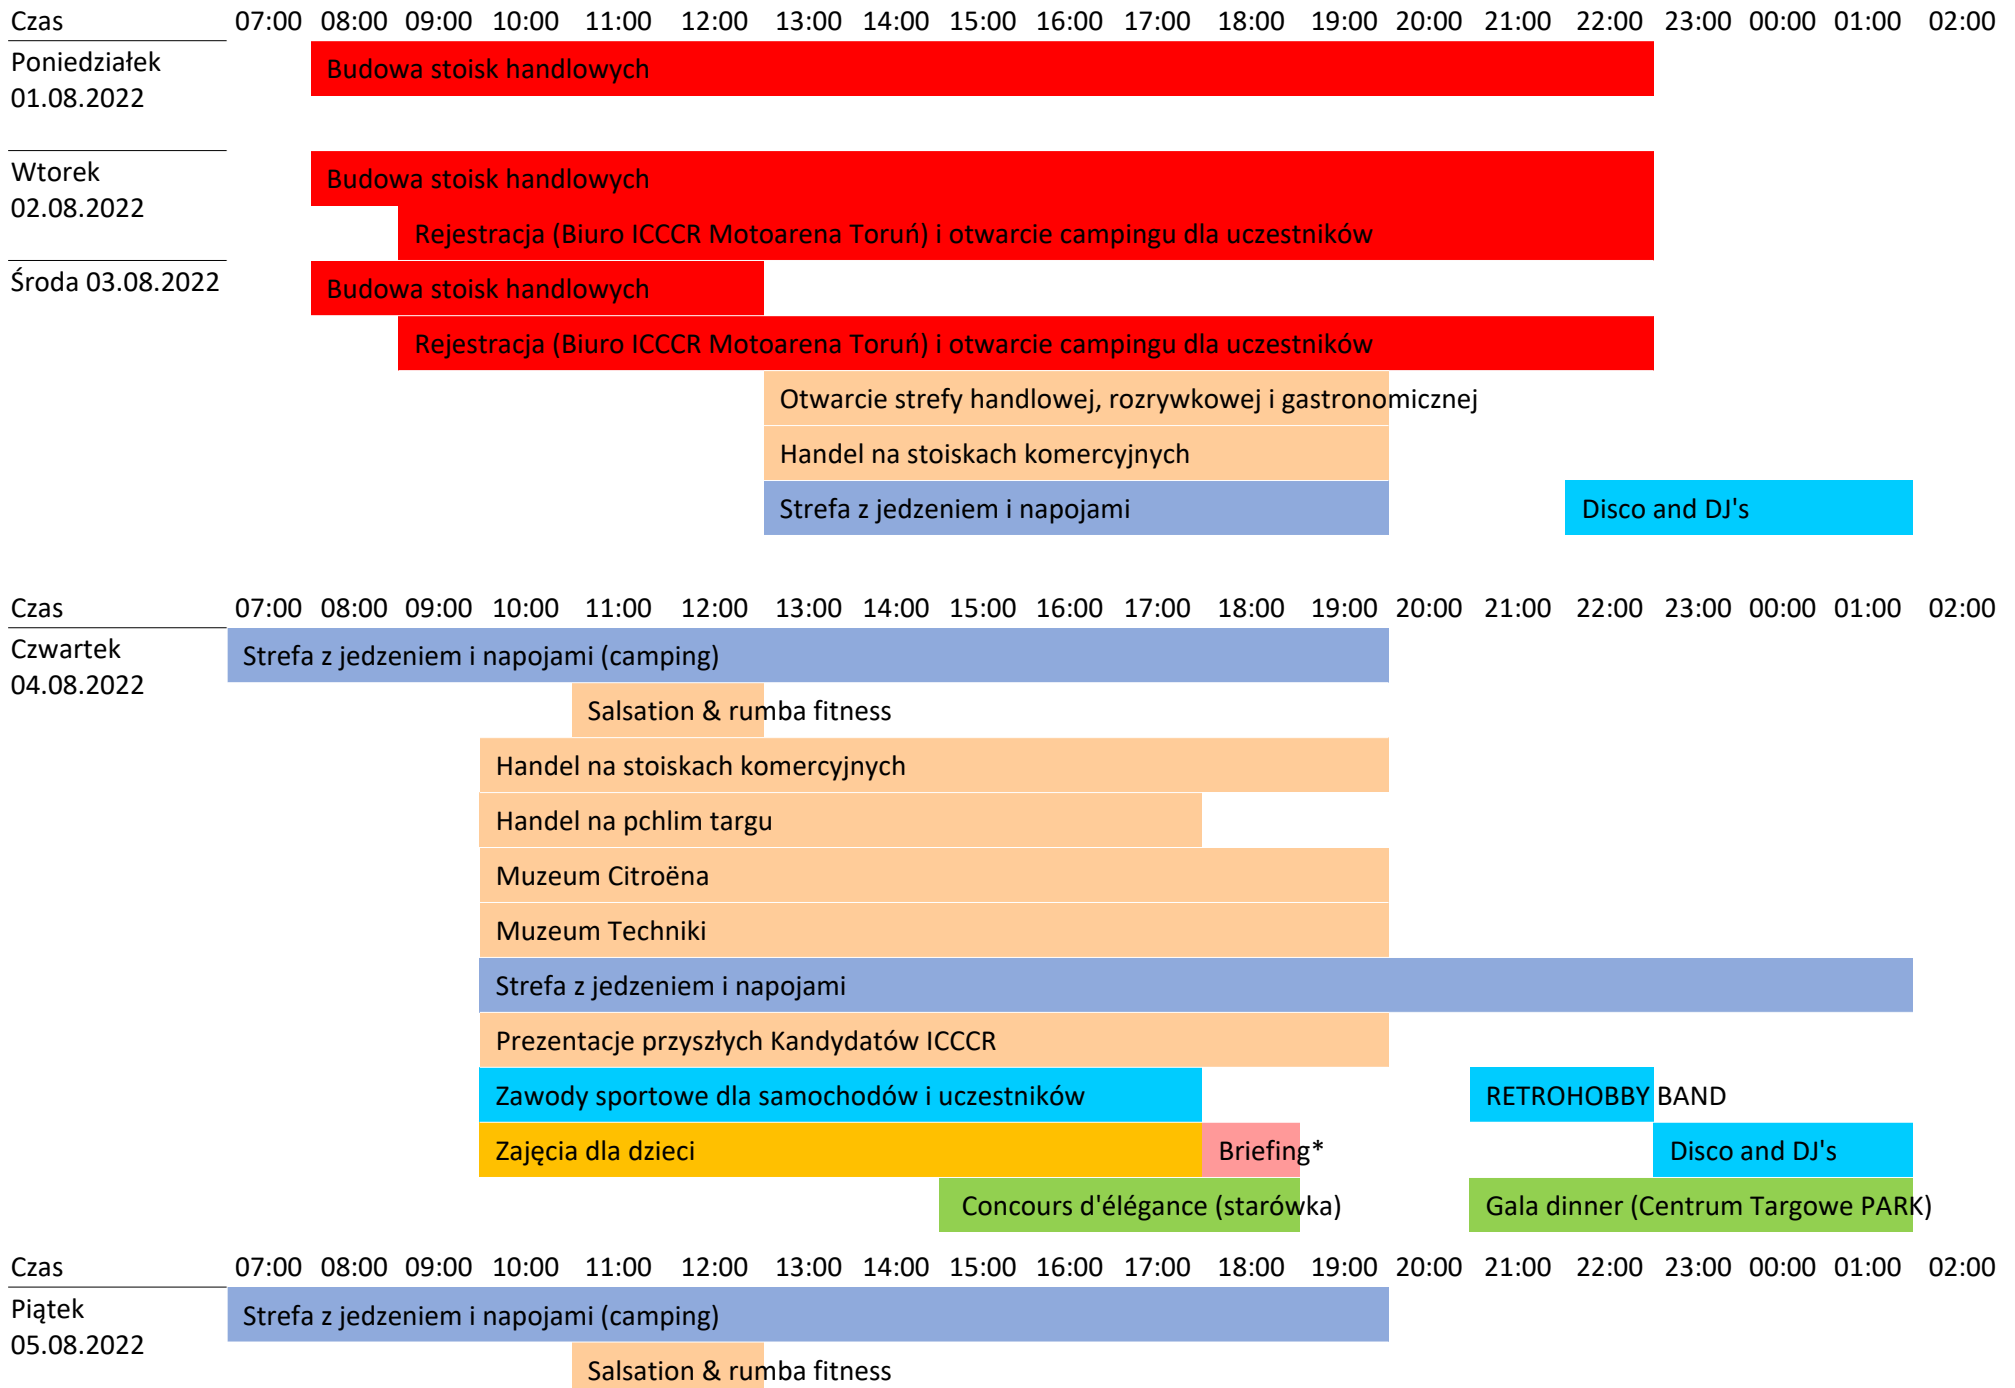 Czas 07:00 08:00 09:00 10:00 11:00 12:00 13:00 14:00 15:00 16:00 17:00 18:00 19:00 20:00 21:00 22:00 23:00 00:00 01:00 02:00
Poniedziałek
01.08.2022
Budowa stoisk handlowych
Wtorek
02.08.2022
Budowa stoisk handlowych
Rejestracja (Biuro ICCCR Motoarena Toruń) i otwarcie campingu dla uczestników
Środa 03.08.2022
Budowa stoisk handlowych
Rejestracja (Biuro ICCCR Motoarena Toruń) i otwarcie campingu dla uczestników
Otwarcie strefy handlowej, rozrywkowej i gastronomicznej
Handel na stoiskach komercyjnych
Strefa z jedzeniem i napojami Disco and DJ's
Czas 07:00 08:00 09:00 10:00 11:00 12:00 13:00 14:00 15:00 16:00 17:00 18:00 19:00 20:00 21:00 22:00 23:00 00:00 01:00 02:00
Czwartek
04.08.2022
Strefa z jedzeniem i napojami (camping)
Salsation & rumba fitness
Handel na stoiskach komercyjnych
Handel na pchlim targu
Muzeum Citroëna
Muzeum Techniki
Strefa z jedzeniem i napojami
Prezentacje przyszłych Kandydatów ICCCR
Zawody sportowe dla samochodów i uczestników RETROHOBBY BAND
Zajęcia dla dzieci Briefing* Disco and DJ's
Concours d'élégance (starówka) Gala dinner (Centrum Targowe PARK)
Czas 07:00 08:00 09:00 10:00 11:00 12:00 13:00 14:00 15:00 16:00 17:00 18:00 19:00 20:00 21:00 22:00 23:00 00:00 01:00 02:00
Piątek
05.08.2022
Strefa z jedzeniem i napojami (camping)
Salsation & rumba fitness